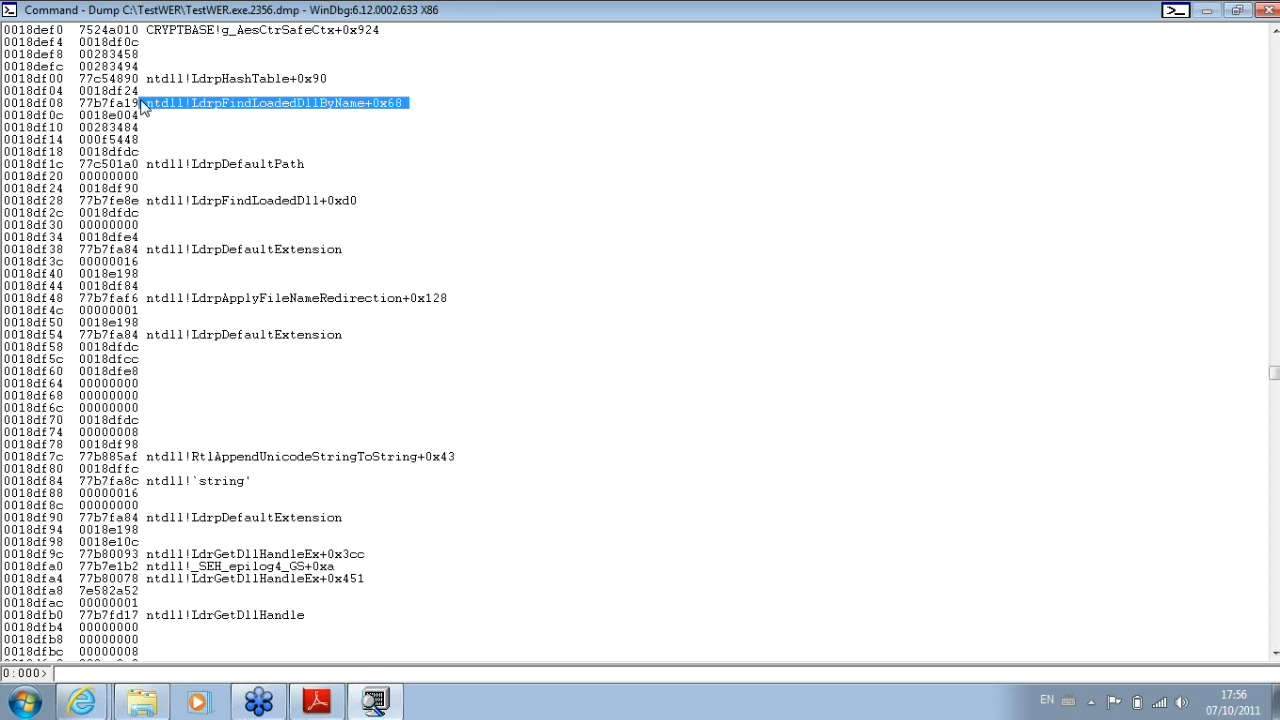 Command - Dump C:\TestWER\TestWER.exe.2356.dmp - WinDbg:6.12.0002.633 X86
0018def0  7524a010 CRYPTBASE!g_AesCtrSafeCtx+0x924
0018def4  0018df0c
0018def8  00283458
0018defc  00283494
0018df00  77c54890 ntdll!LdrpHashTable+0x90
0018df04  0018df24
0018df08  77b7fa19 ntdll!LdrpFindLoadedDllByName+0x68
0018df0c  0018e004
0018df10  00283484
0018df14  000f5448
0018df18  0018dfdc
0018df1c  77c501a0 ntdll!LdrpDefaultPath
0018df20  00000000
0018df24  0018df90
0018df28  77b7fe8e ntdll!LdrpFindLoadedDll+0xd0
0018df2c  0018dfdc
0018df30  00000000
0018df34  0018dfe4
0018df38  77b7fa84 ntdll!LdrpDefaultExtension
0018df3c  00000016
0018df40  0018e198
0018df44  0018df84
0018df48  77b7faf6 ntdll!LdrpApplyFileNameRedirection+0x128
0018df4c  00000001
0018df50  0018e198
0018df54  77b7fa84 ntdll!LdrpDefaultExtension
0018df58  0018dfdc
0018df5c  0018dfcc
0018df60  0018dfe8
0018df64  00000000
0018df68  00000000
0018df6c  00000000
0018df70  0018dfdc
0018df74  00000008
0018df78  0018df98
0018df7c  77b885af ntdll!RtlAppendUnicodeStringToString+0x43
0018df80  0018dffc
0018df84  77b7fa8c ntdll!`string'
0018df88  00000016
0018df8c  00000000
0018df90  77b7fa84 ntdll!LdrpDefaultExtension
0018df94  0018e198
0018df98  0018e10c
0018df9c  77b80093 ntdll!LdrGetDllHandleEx+0x3cc
0018dfa0  77b7e1b2 ntdll!_SEH_epilog4_GS+0xa
0018dfa4  77b80078 ntdll!LdrGetDllHandleEx+0x451
0018dfa8  7e582a52
0018dfac  00000001
0018dfb0  77b7fd17 ntdll!LdrGetDllHandle
0018dfb4  00000000
0018dfb8  00000000
0018dfbc  00000008
0:000>
EN
17:56
07/10/2011